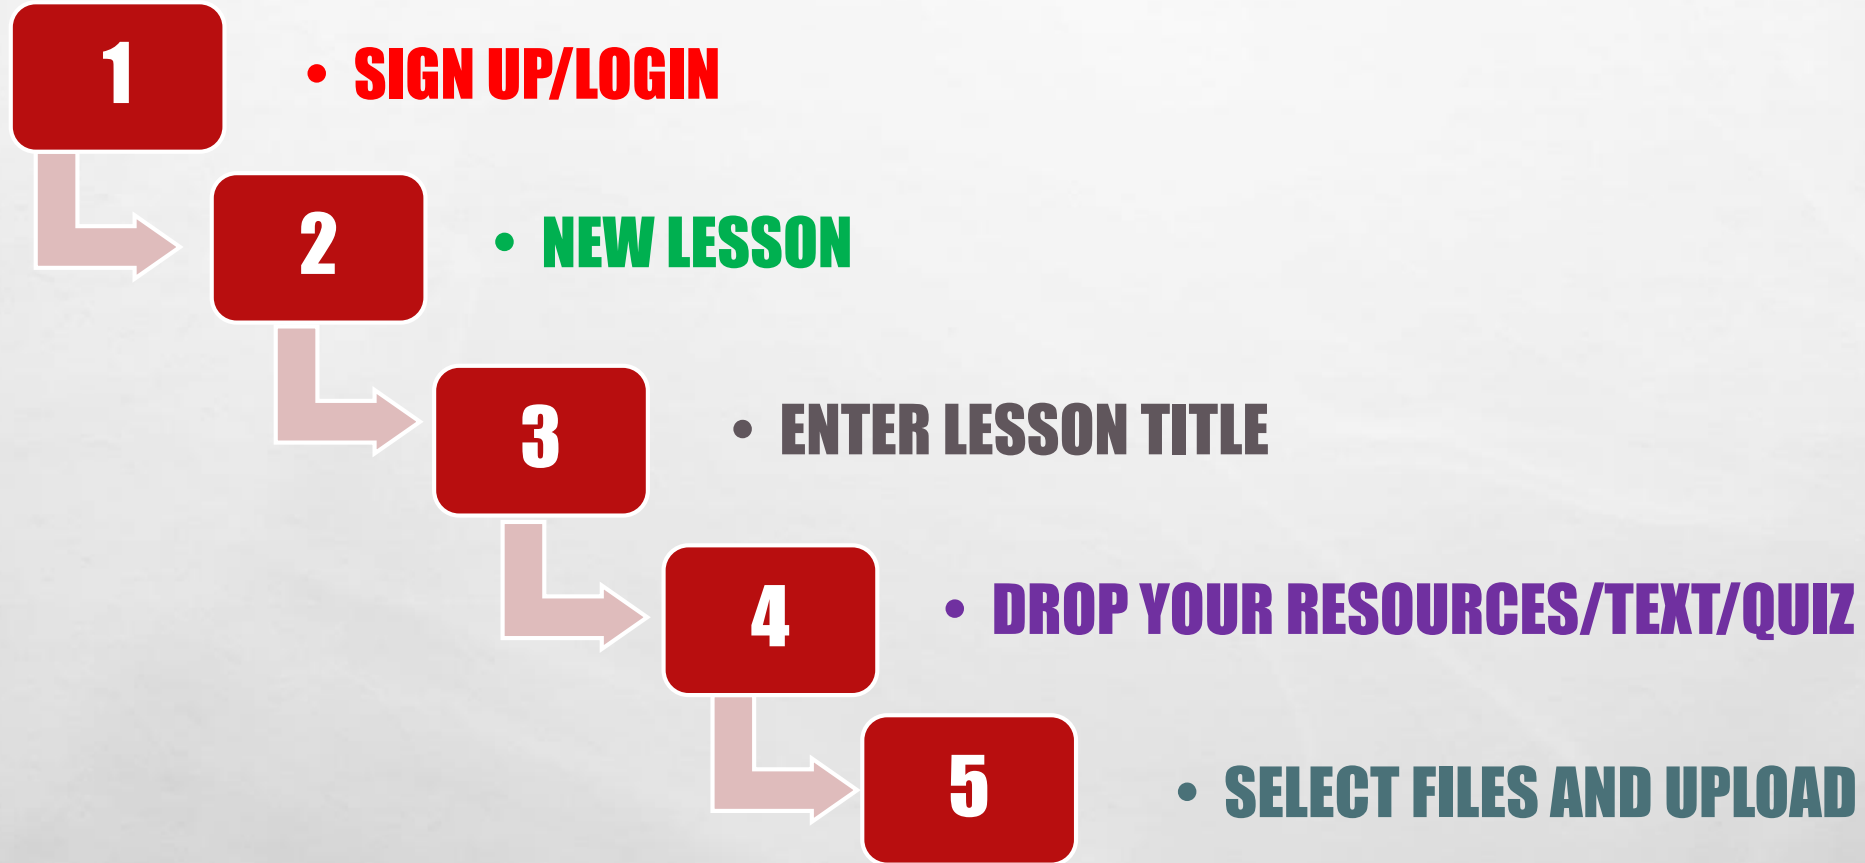 1
• SIGN UP/LOGIN
2
• NEW LESSON
3
• ENTER LESSON TITLE
4
• DROP YOUR RESOURCES/TEXT/QUIZ
5
• SELECT FILES AND UPLOAD